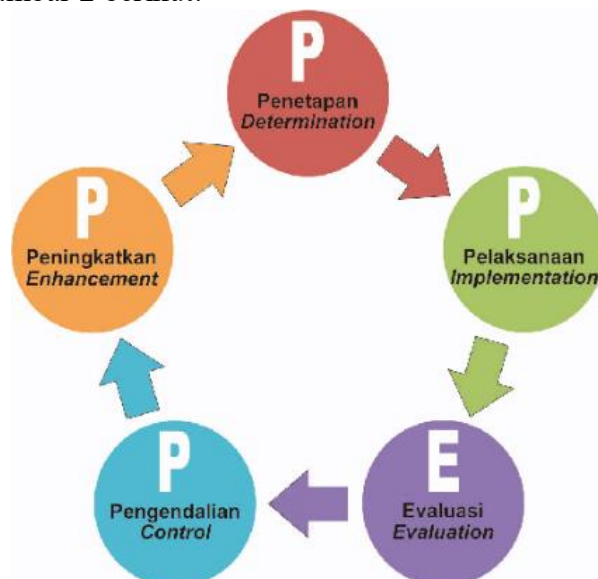 P
Penetapan
Determination
P
Pelaksanaan
Implementation
E
Evaluasi
Evaluation
P
Pengendalian
Control
P
Peningkatkan
Enhancement